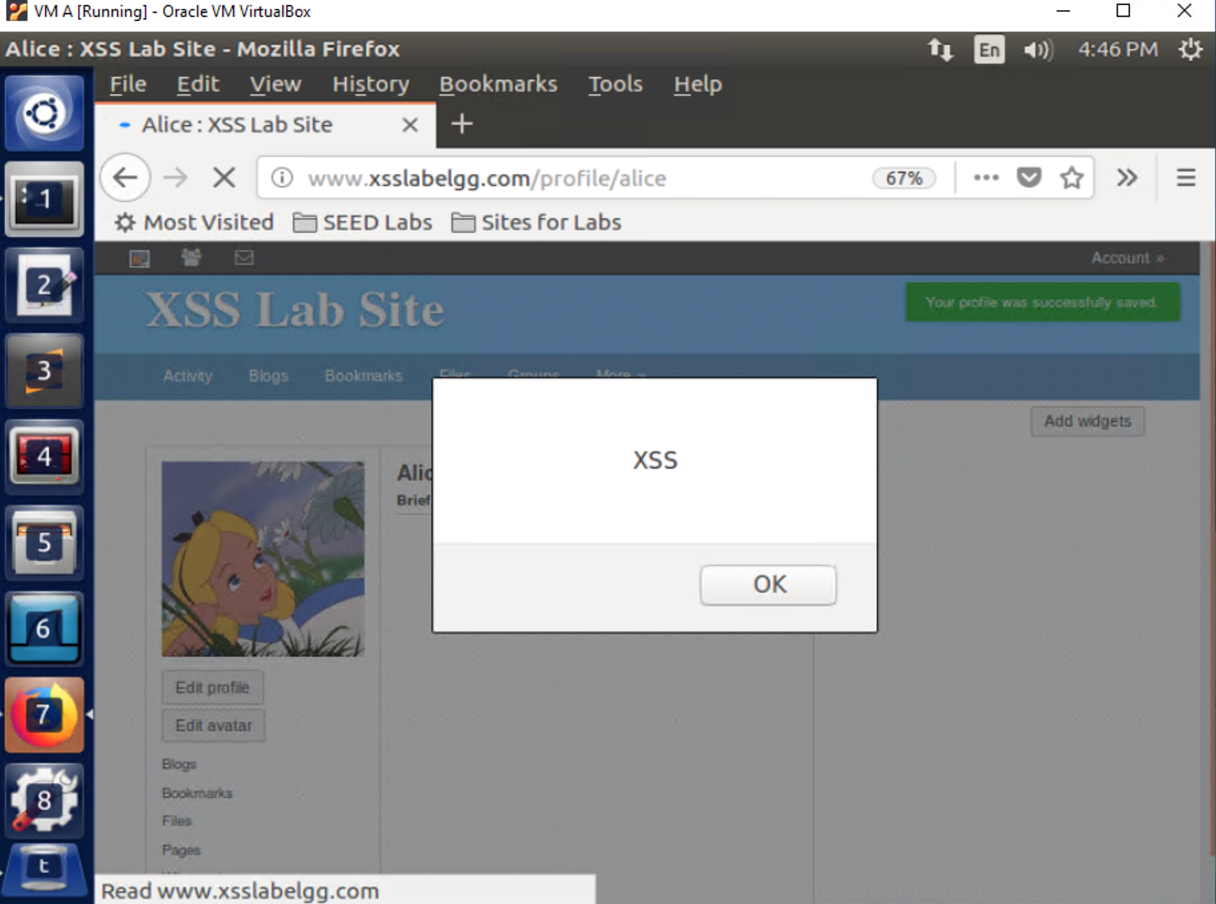 VM A [Running] - Oracle VM VirtualBox
Alice : XSS Lab Site - Mozilla Firefox
En
4:46 PM
File Edit View History Bookmarks Tools Help
Alice : XSS Lab Site
www.xsslabelgg.com/profile/alice
67%
Most Visited SEED Labs Sites for Labs
Account »
XSS Lab Site
Your profile was successfully saved.
Activity Blogs Bookmarks Files Groups More »
Add widgets
XSS
OK
Alic
Brief
Edit profile
Edit avatar
Blogs
Bookmarks
Files
Pages
1
2
3
4
5
6
7
8
t
Read www.xsslabelgg.com